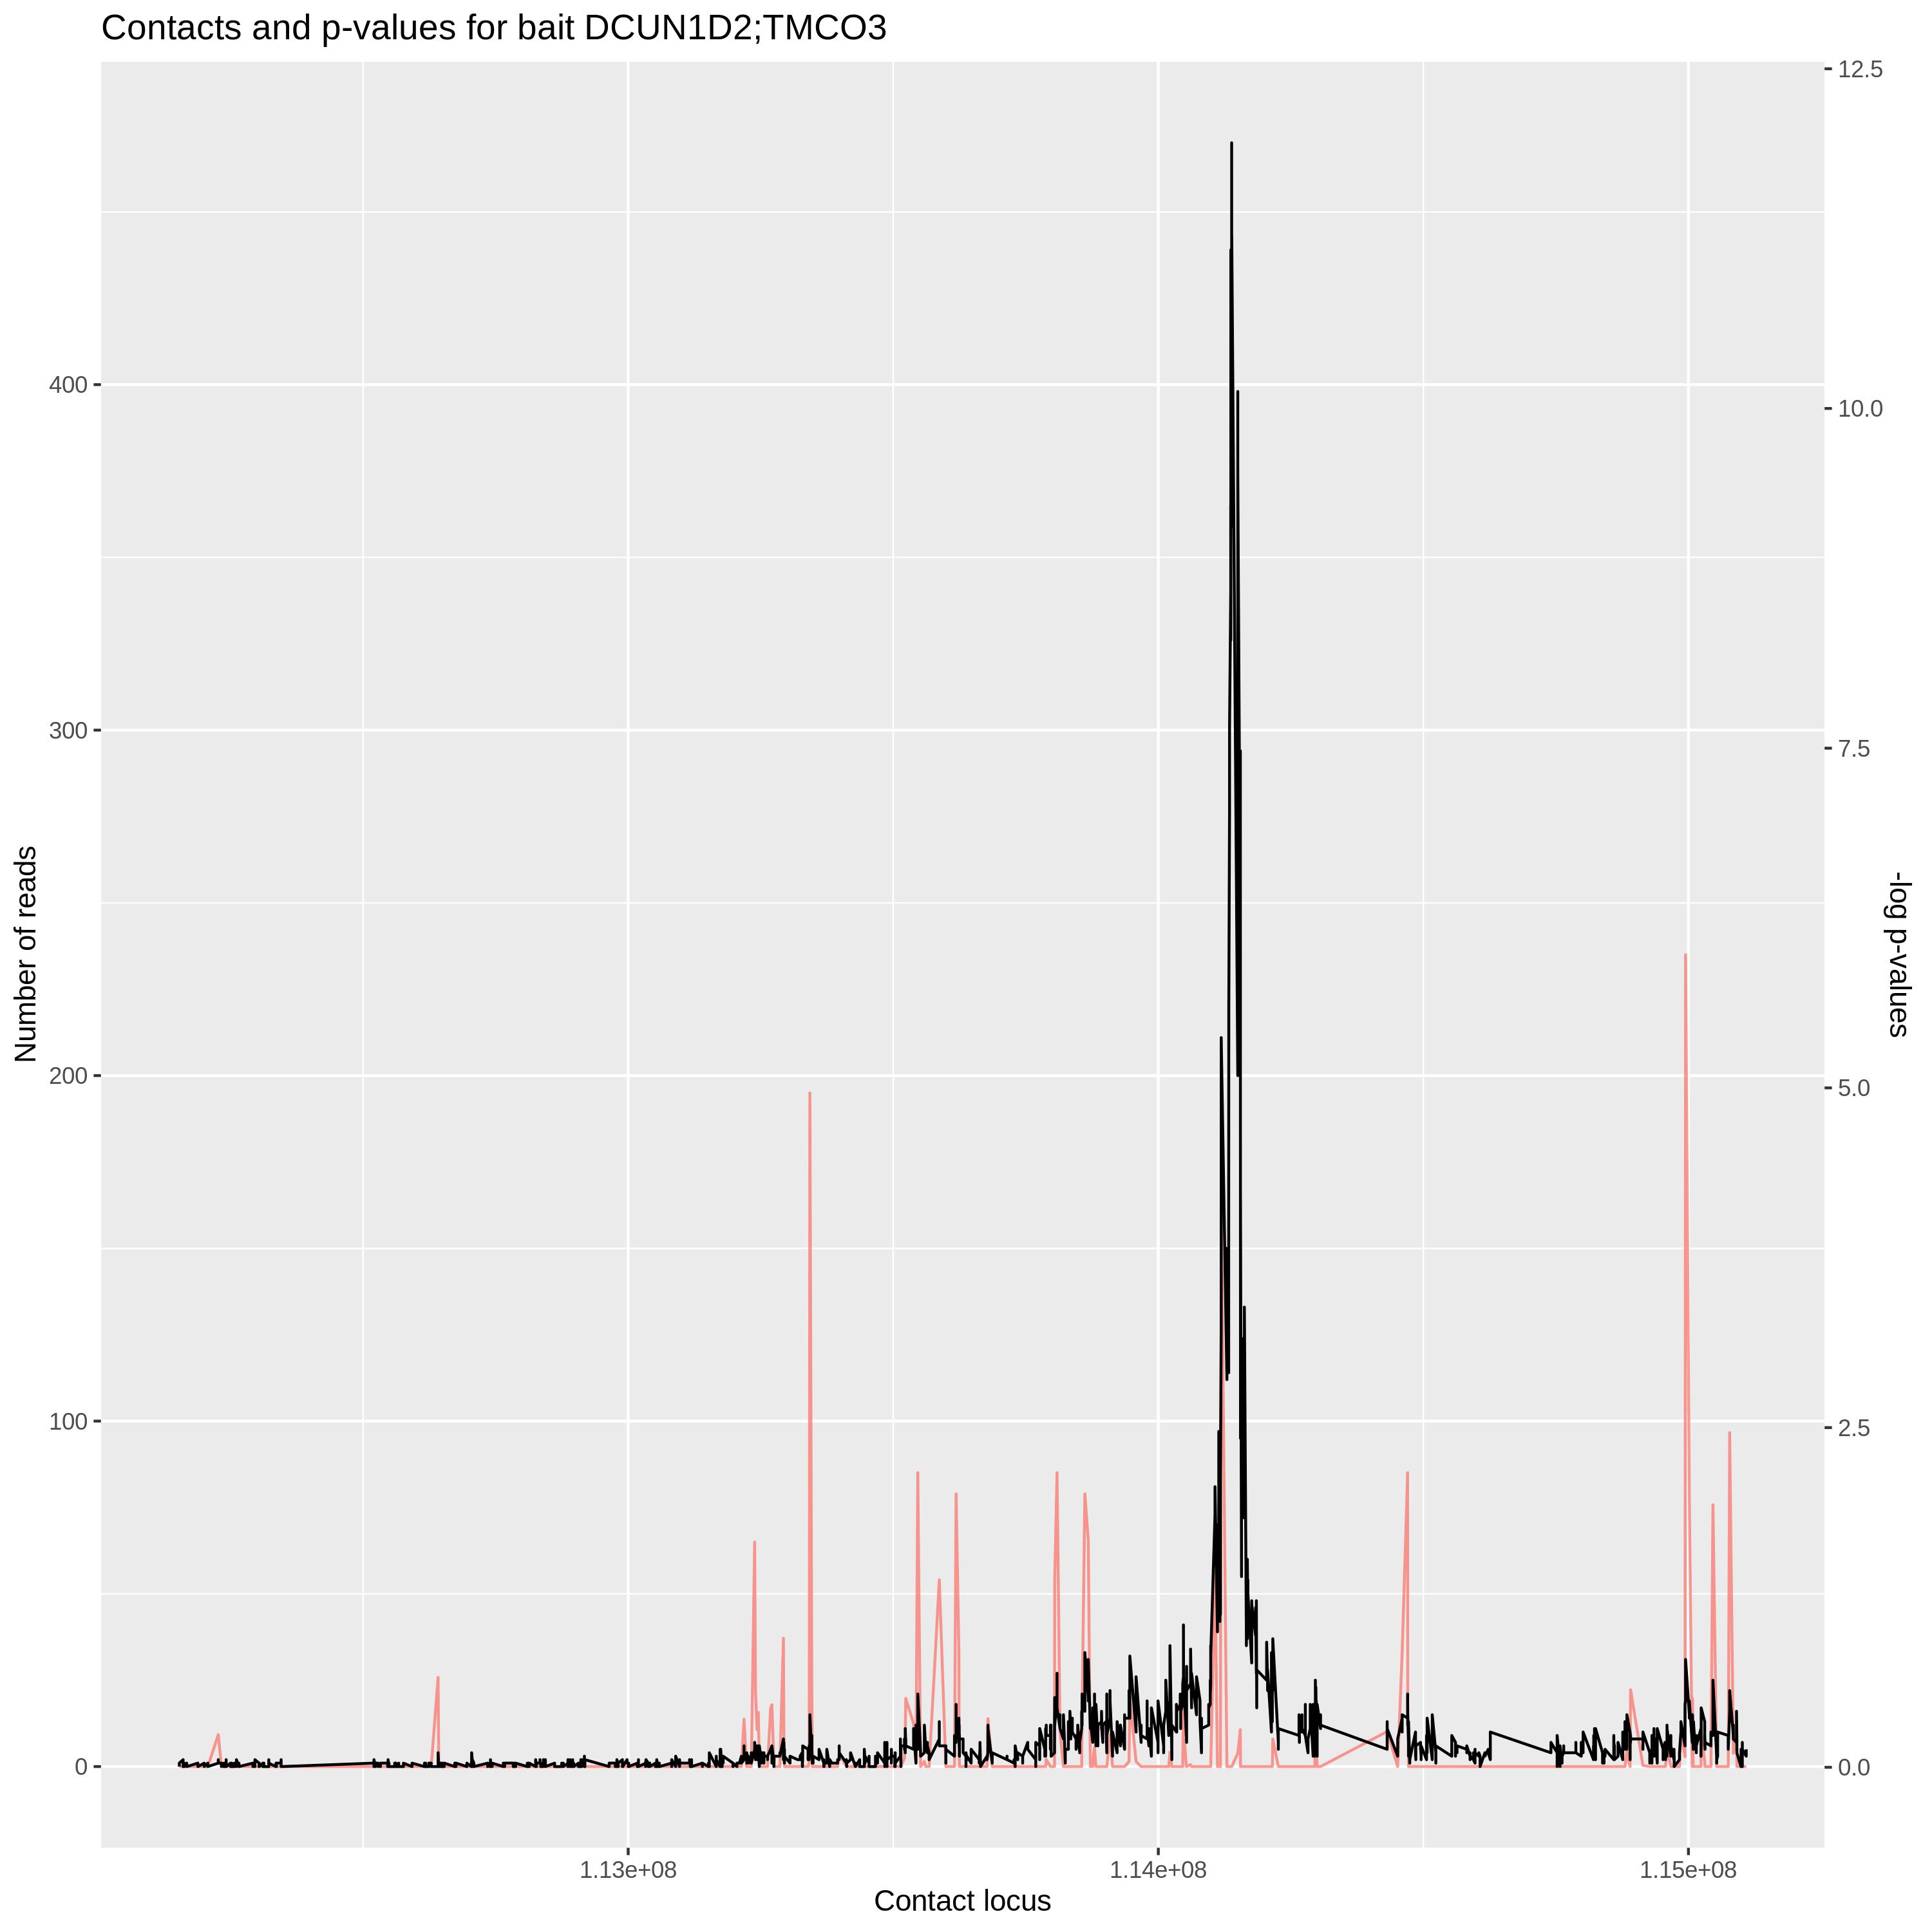 Contacts and p-values for bait DCUN1D2;TMCO3
12.5
10.0
7.5
5.0
2.5
0.0
400
300
200
100
0
Number of reads
-log p-values
1.13e+08 1.14e+08 1.15e+08
Contact locus